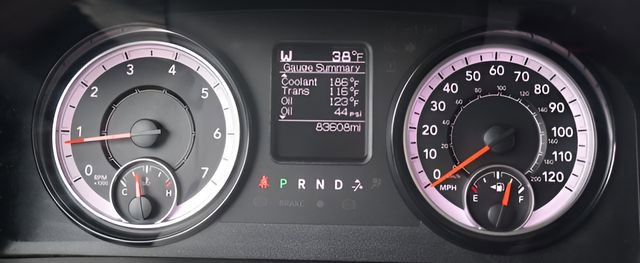 W 38°F
Gauge Summary
Coolant 186°F
Trans 116°F
Oil 123°F
Oil 44 psi
83608mi
1 2 3 4 5 6 7
RPM
x1000
C H
P R N D
BRAKE
0 10 20 30 40 50 60 70 80 90 100 110 120
MPH
200
E F